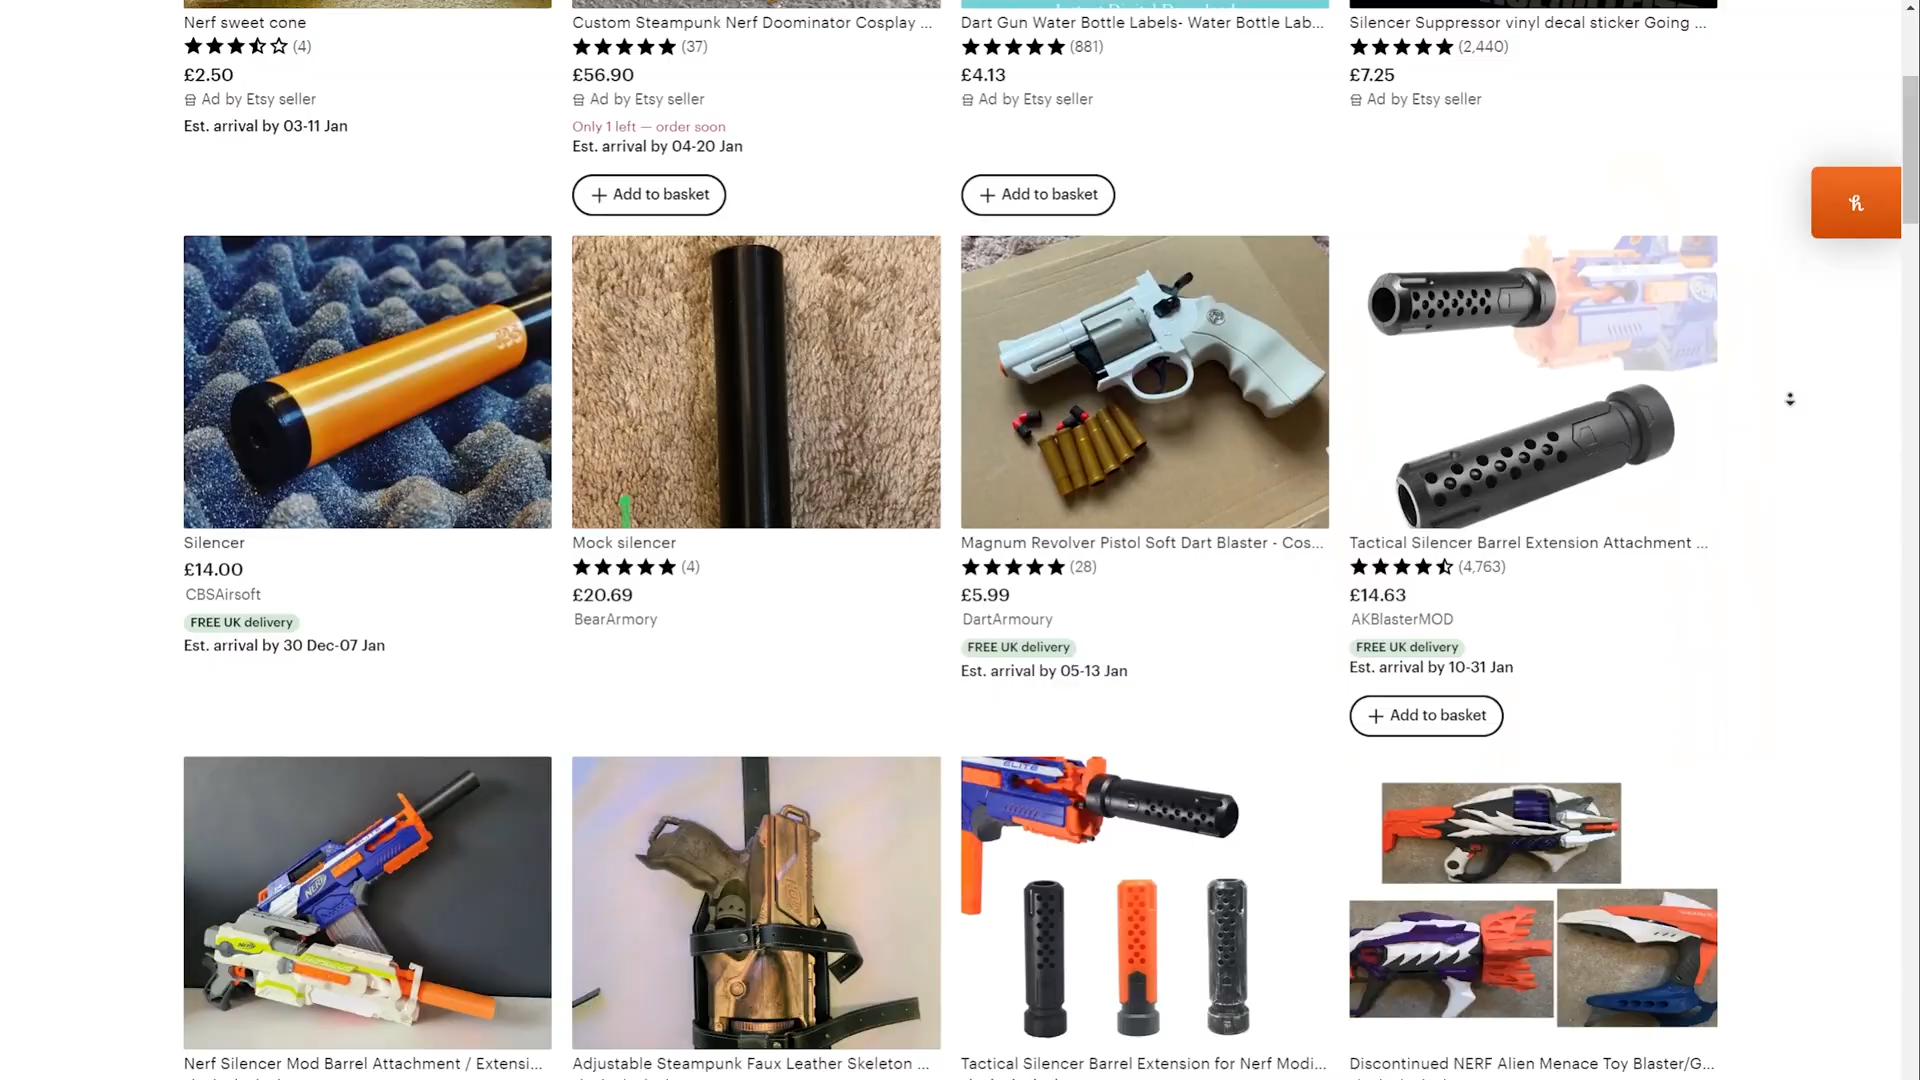 Instant Digital Download
Nerf sweet cone
(4)
£2.50
Ad by Etsy seller
Est. arrival by 03-11 Jan
Custom Steampunk Nerf Doominator Cosplay ...
(37)
£56.90
Ad by Etsy seller
Only 1 left — order soon
Est. arrival by 04-20 Jan
+ Add to basket
Dart Gun Water Bottle Labels- Water Bottle Lab...
(881)
£4.13
Ad by Etsy seller
+ Add to basket
Silencer Suppressor vinyl decal sticker Going ...
(2,440)
£7.25
Ad by Etsy seller
Silencer
£14.00
CBSAirsoft
FREE UK delivery
Est. arrival by 30 Dec-07 Jan
Mock silencer
(4)
£20.69
BearArmory
Magnum Revolver Pistol Soft Dart Blaster - Cos...
(28)
£5.99
DartArmoury
FREE UK delivery
Est. arrival by 05-13 Jan
Tactical Silencer Barrel Extension Attachment ...
(4,763)
£14.63
AKBlasterMOD
FREE UK delivery
Est. arrival by 10-31 Jan
+ Add to basket
NERF
ELITE
Nerf Silencer Mod Barrel Attachment / Extensi...
Adjustable Steampunk Faux Leather Skeleton ...
Tactical Silencer Barrel Extension for Nerf Modi...
Discontinued NERF Alien Menace Toy Blaster/G...